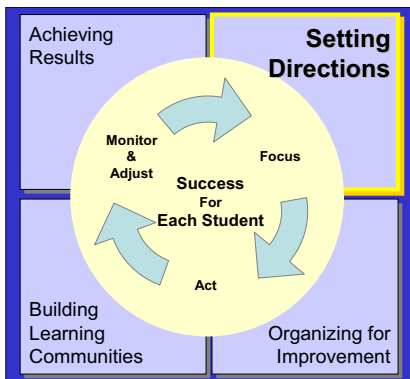 Achieving
Results
Setting
Directions
Monitor
&
Adjust
Focus
Success
For
Each Student
Act
Building
Learning
Communities
Organizing for
Improvement